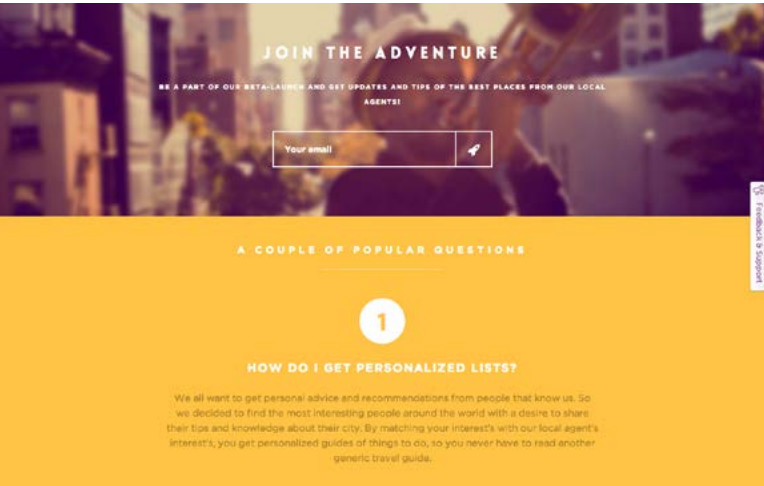 JOIN THE ADVENTURE
BE A PART OF OUR BETA-LAUNCH AND GET UPDATES AND TIPS OF THE BEST PLACES FROM OUR LOCAL
AGENTS!
Your email
Feedback & Support
A COUPLE OF POPULAR QUESTIONS
1
HOW DO I GET PERSONALIZED LISTS?
We all want to get personal advice and recommendations from people that know us. So
we decided to find the most interesting people around the world with a desire to share
their tips and knowledge about their city. By matching your interest's with our local agent's
interest's, you get personalized guides of things to do, so you never have to read another
generic travel guide.